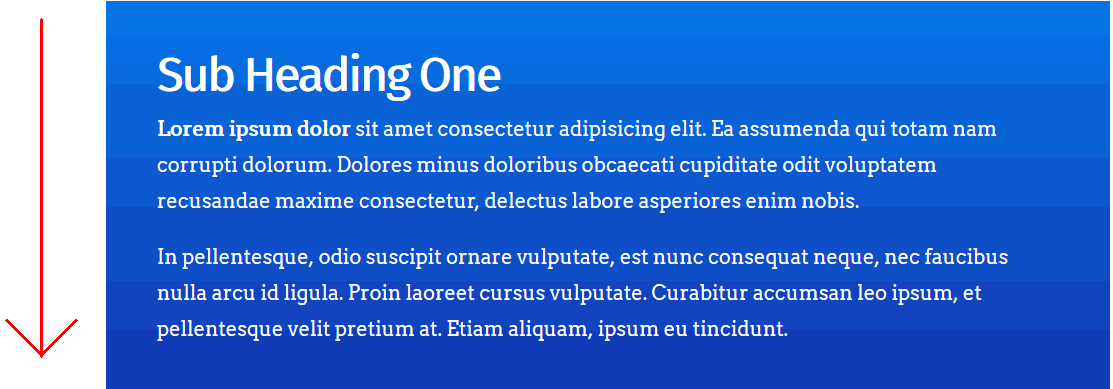 Sub Heading One
Lorem ipsum dolor sit amet consectetur adipisicing elit. Ea assumenda qui totam nam
corrupti dolorum. Dolores minus doloribus obcaecati cupiditate odit voluptatem
recusandae maxime consectetur, delectus labore asperiores enim nobis.
In pellentesque, odio suscipit ornare vulputate, est nunc consequat neque, nec faucibus
nulla arcu id ligula. Proin laoreet cursus vulputate. Curabitur accumsan leo ipsum, et
pellentesque velit pretium at. Etiam aliquam, ipsum eu tincidunt.